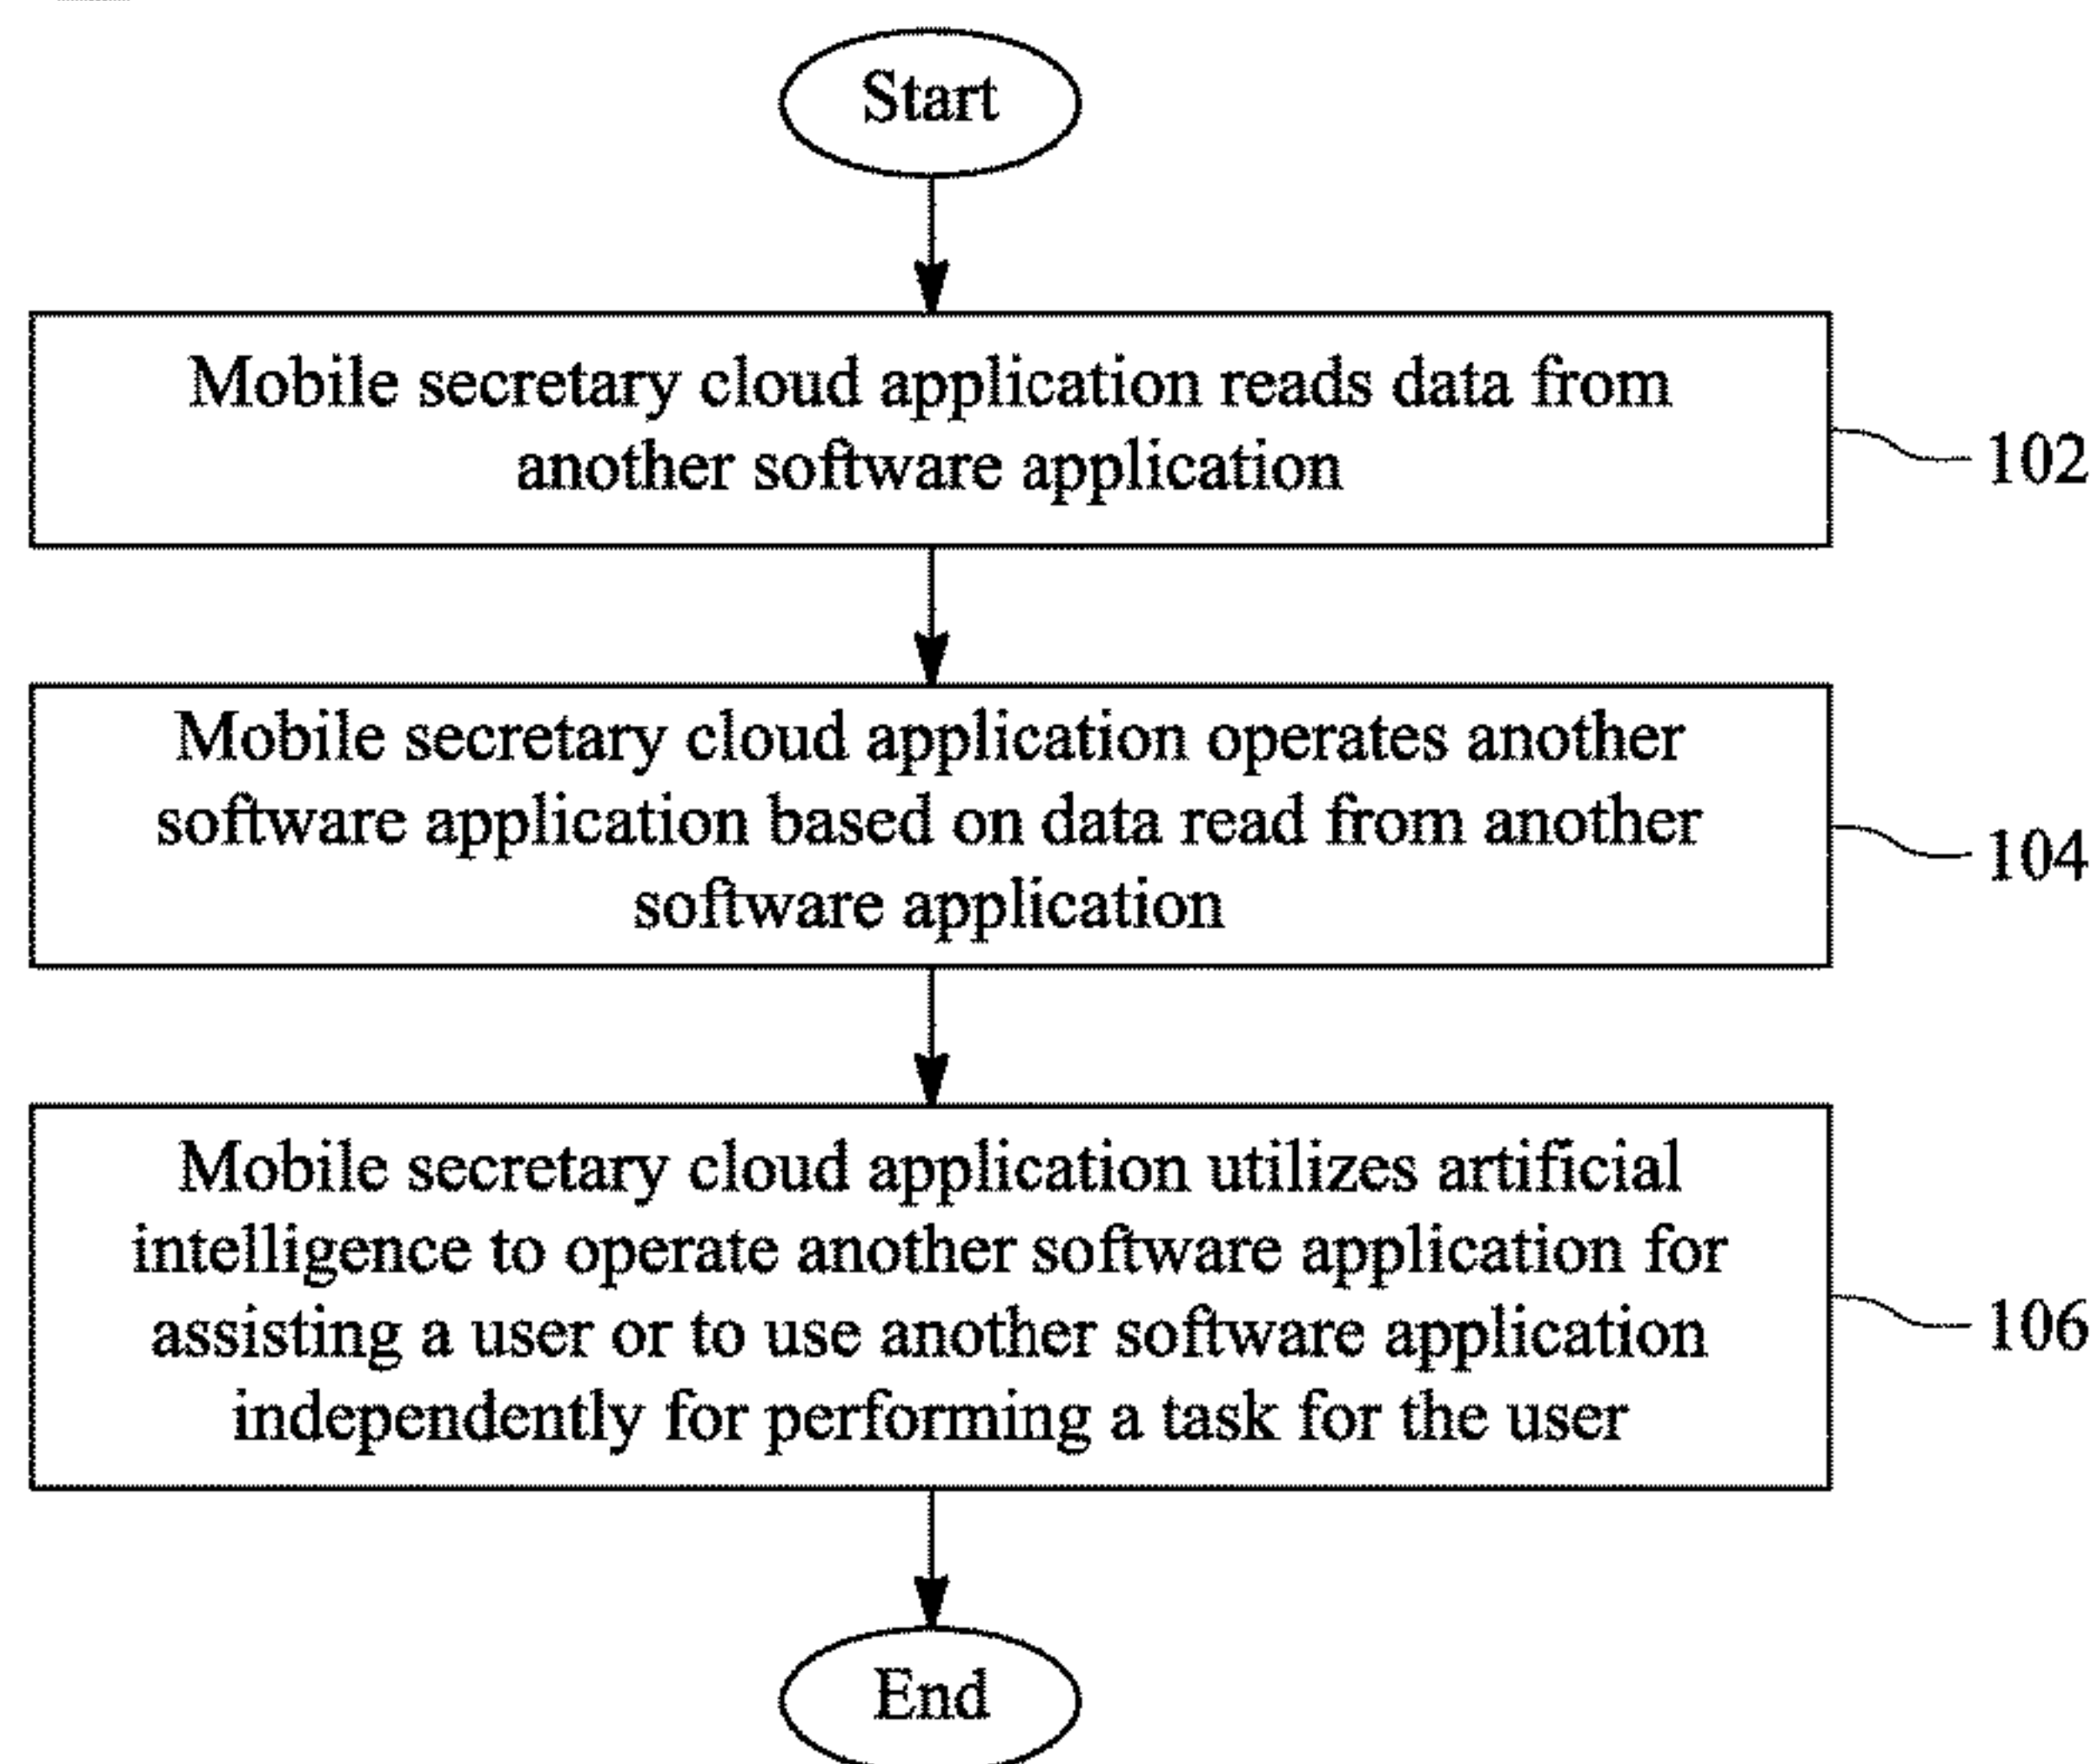 Start
Mobile secretary cloud application reads data from
another software application
102
Mobile secretary cloud application operates another
software application based on data read from another
software application
104
Mobile secretary cloud application utilizes artificial
intelligence to operate another software application for
assisting a user or to use another software application
independently for performing a task for the user
106
End